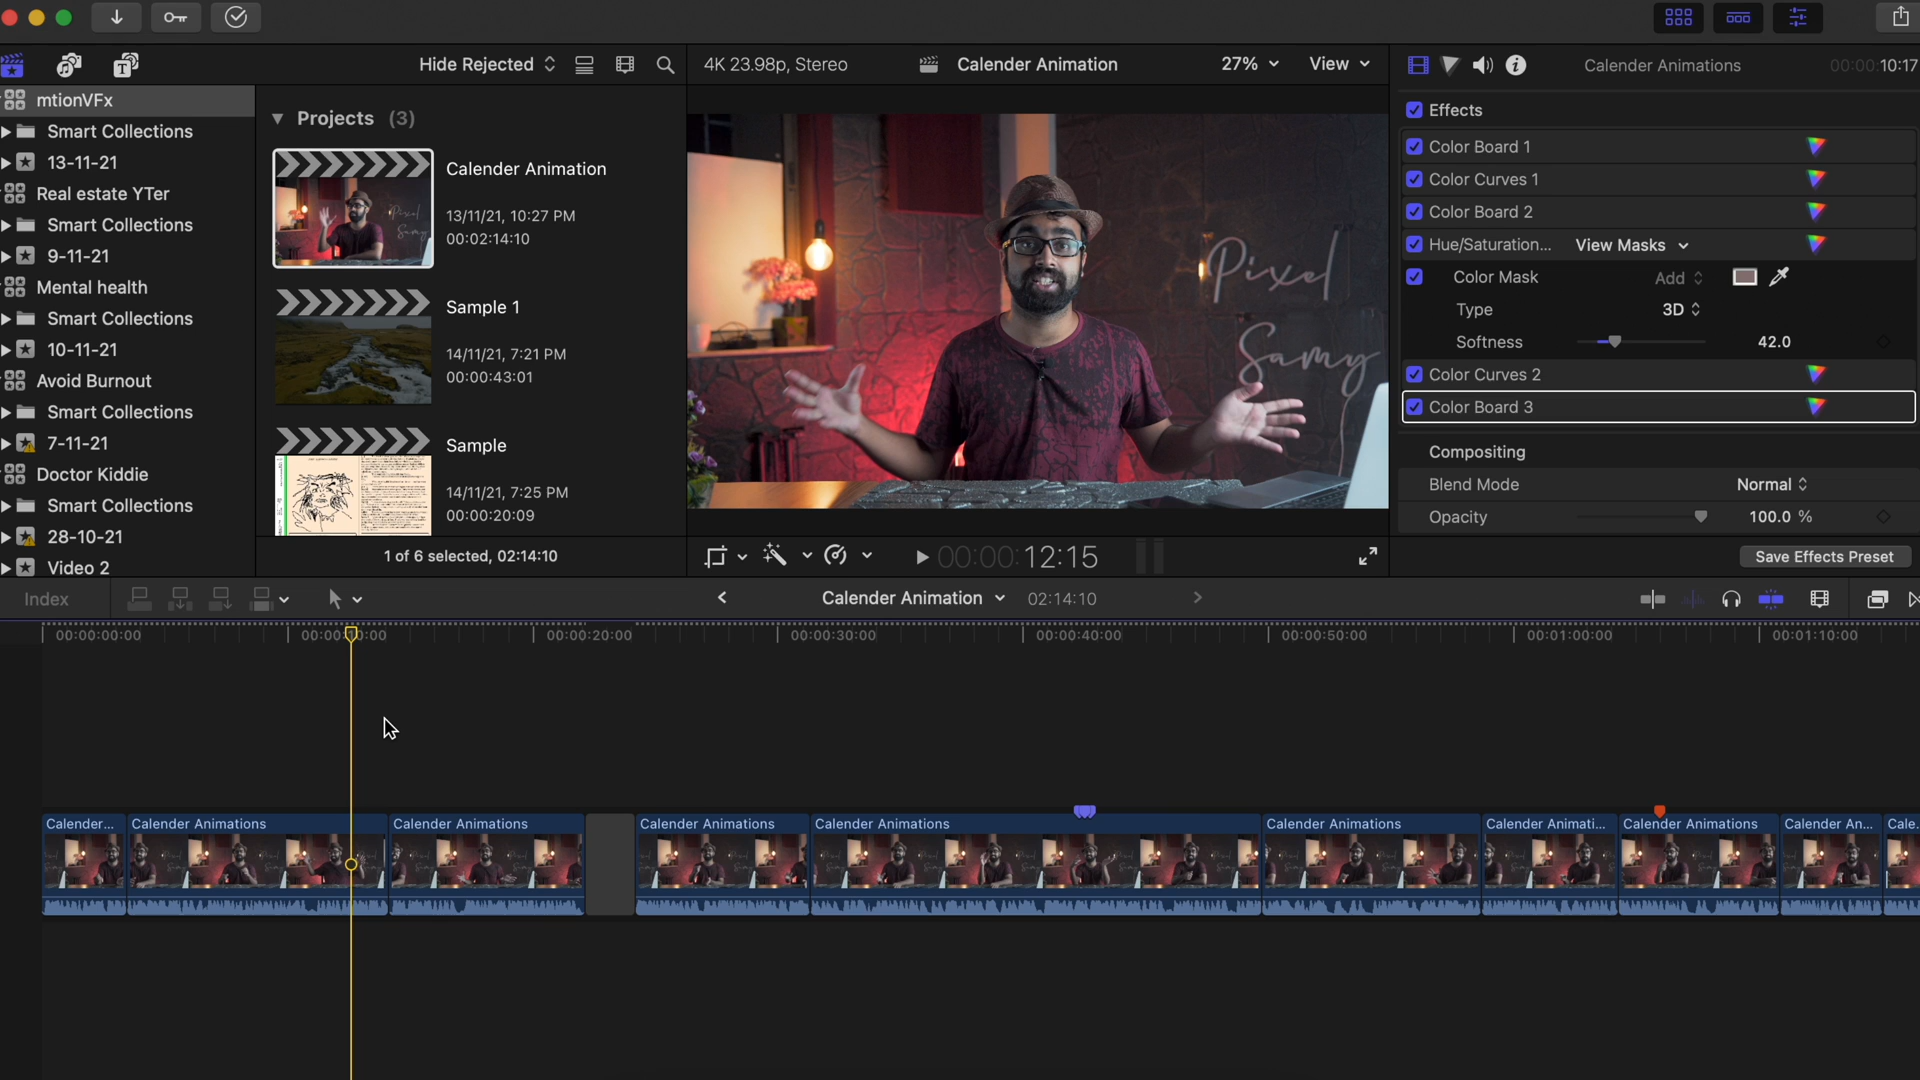 Hide Rejected
4K 23.98p, Stereo
Calender Animation
27%
View
Calender Animations
00:00:10:17
mtionVFx
Smart Collections
13-11-21
Real estate YTer
Smart Collections
9-11-21
Mental health
Smart Collections
10-11-21
Avoid Burnout
Smart Collections
7-11-21
Doctor Kiddie
Smart Collections
28-10-21
Video 2
Projects (3)
Calender Animation
13/11/21, 10:27 PM
00:02:14:10
Sample 1
14/11/21, 7:21 PM
00:00:43:01
Sample
14/11/21, 7:25 PM
00:00:20:09
1 of 6 selected, 02:14:10
Pixel
Samy
00:00:12:15
Effects
Color Board 1
Color Curves 1
Color Board 2
Hue/Saturation... View Masks
Color Mask Add
Type 3D
Softness 42.0
Color Curves 2
Color Board 3
Compositing
Blend Mode Normal
Opacity 100.0 %
Save Effects Preset
Index
Calender Animation 02:14:10
00:00:00:00 00:00:20:00 00:00:30:00 00:00:40:00 00:00:50:00 00:01:00:00 00:01:10:00
Calender... Calender Animations Calender Animations Calender Animations Calender Animations Calender Animations Calender Animati... Calender Animations Calender An... Cale.